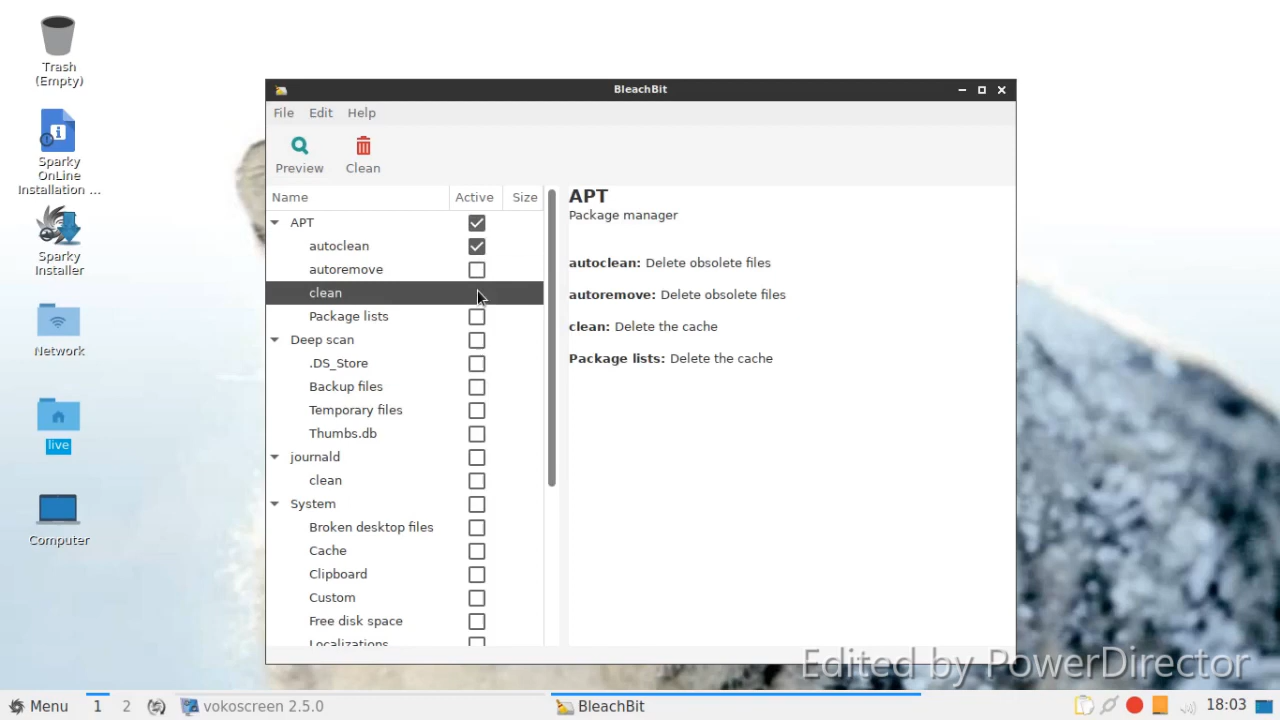 Trash
(Empty)
Sparky
OnLine
Installation ...
Sparky
Installer
Network
live
Computer
BleachBit
File Edit Help
Preview Clean
Name Active Size
APT
autoclean
autoremove
clean
Package lists
Deep scan
.DS_Store
Backup files
Temporary files
Thumbs.db
journald
clean
System
Broken desktop files
Cache
Clipboard
Custom
Free disk space
Localizations
APT
Package manager
autoclean: Delete obsolete files
autoremove: Delete obsolete files
clean: Delete the cache
Package lists: Delete the cache
Edited by PowerDirector
Menu 1 2 vokoscreen 2.5.0 BleachBit 18:03